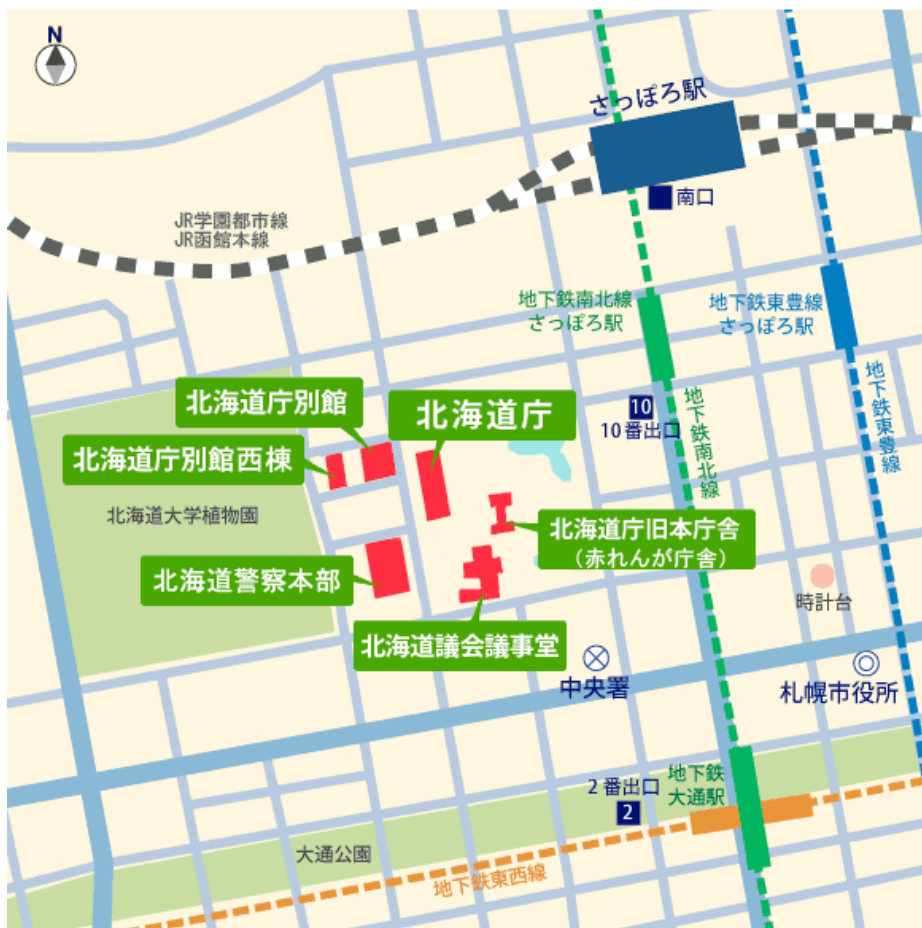 N
さっぽろ駅
南口
JR学園都市線
JR函館本線
地下鉄南北線
さっぽろ駅
地下鉄東豊線
さっぽろ駅
地下鉄南北線
地下鉄東豊線
10
10番出口
北海道庁別館
北海道庁
北海道庁別館西棟
北海道大学植物園
北海道庁旧本庁舎
(赤れんが庁舎)
北海道警察本部
時計台
北海道議会議事堂
中央署
札幌市役所
2番出口
2
地下鉄
大通駅
大通公園
地下鉄東西線